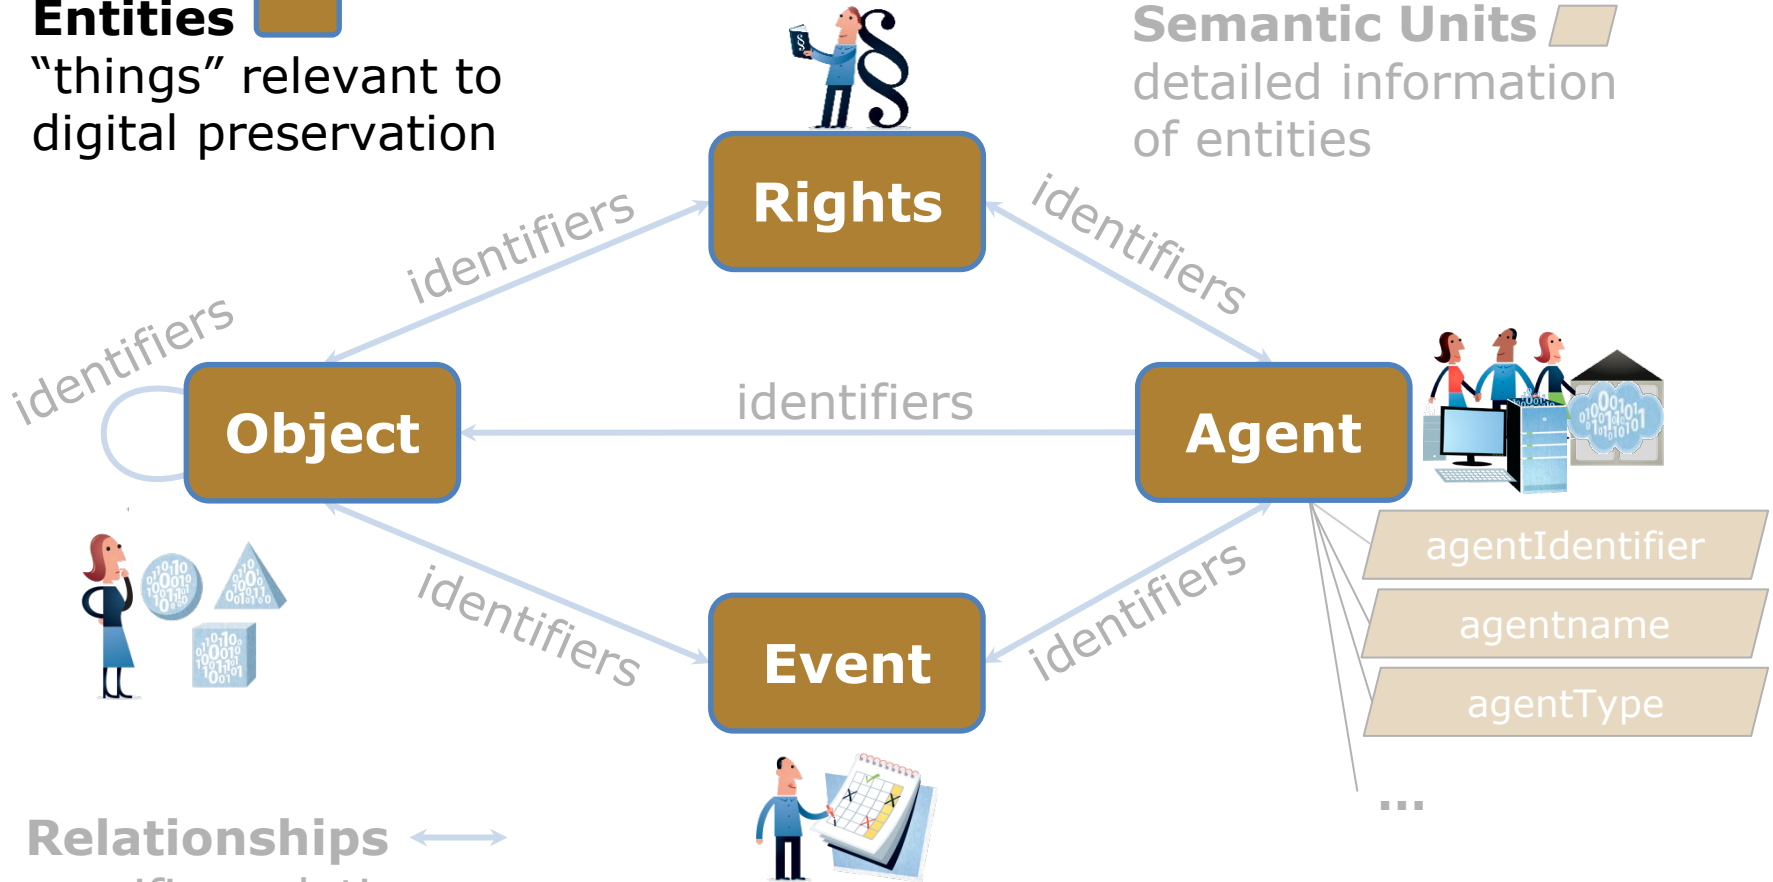 Entities
“things” relevant to
digital preservation
Semantic Units
detailed information
of entities
Rights
identifiers
identifiers
identifiers
Object
identifiers
Agent
identifiers
identifiers
Event
agentIdentifier
agentname
agentType
...
Relationships